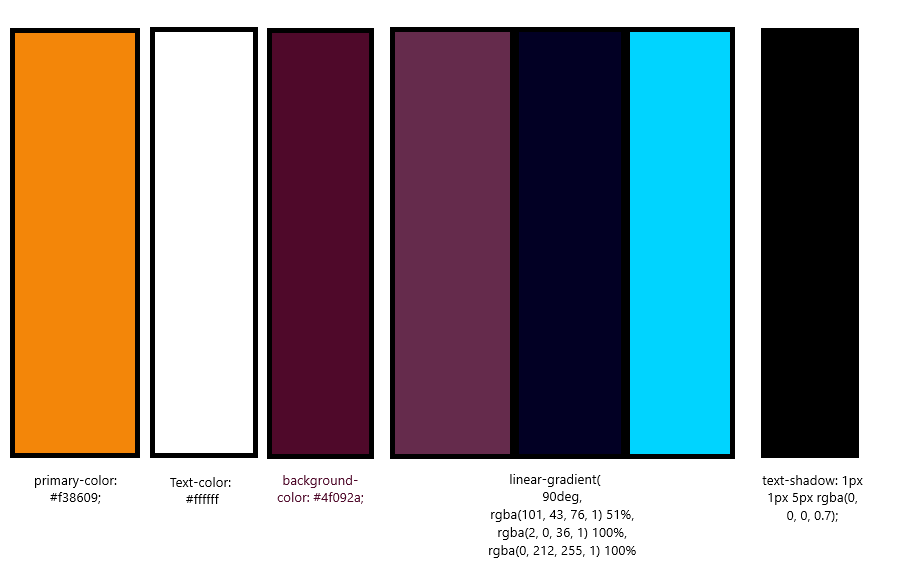 primary-color:
#f38609;
Text-color:
#ffffff
background-
color: #4f092a;
linear-gradient(
90deg,
rgba(101, 43, 76, 1) 51%,
rgba(2, 0, 36, 1) 100%,
rgba(0, 212, 255, 1) 100%
text-shadow: 1px
1px 5px rgba(0,
0, 0, 0.7);